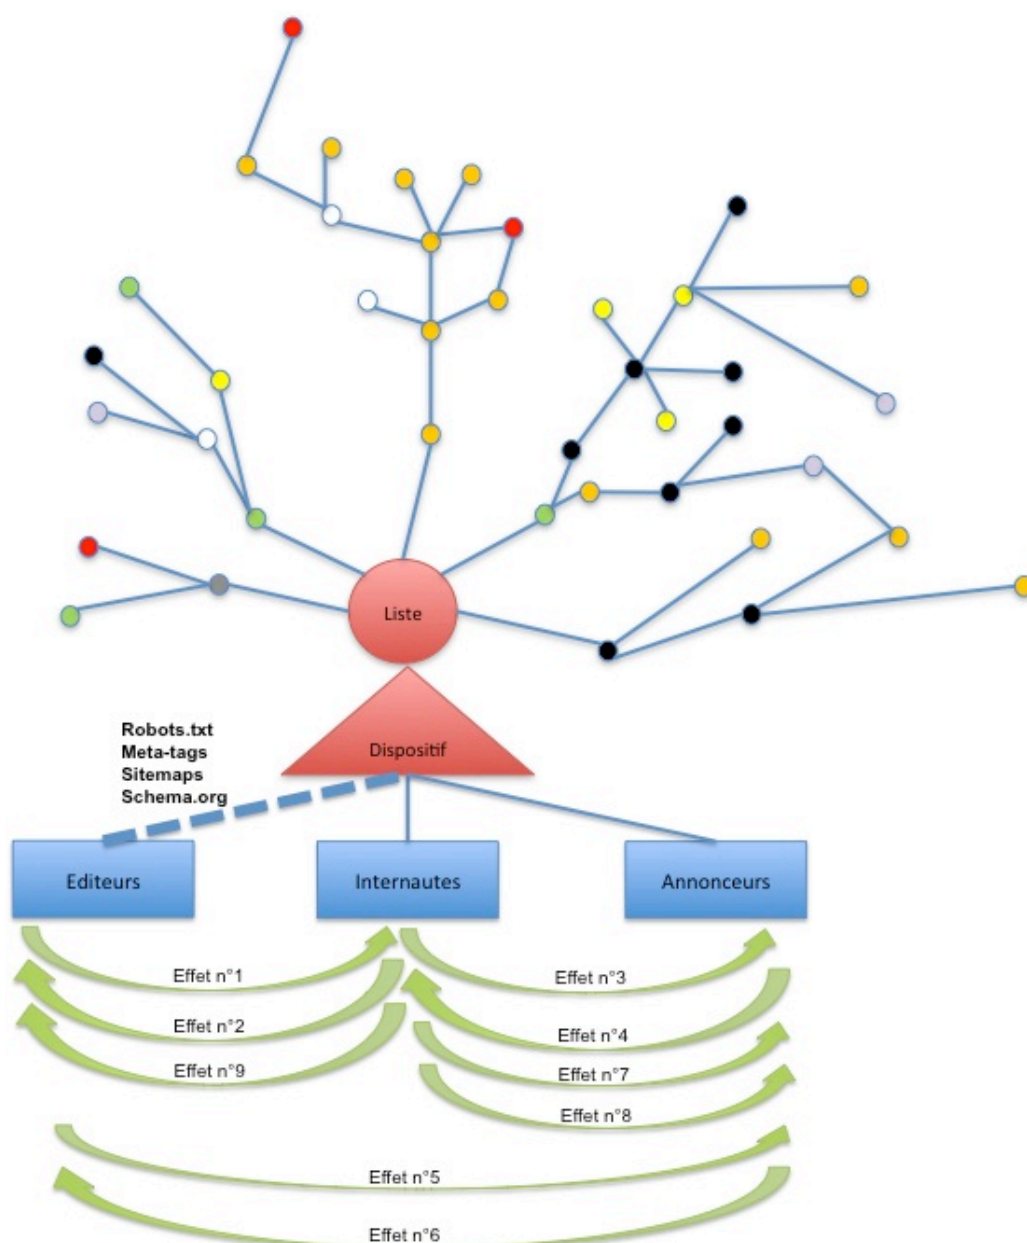 Liste
Dispositif
Robots.txt
Meta-tags
Sitemaps
Schema.org
Editeurs
Internautes
Annonceurs
Effet n°1
Effet n°3
Effet n°2
Effet n°4
Effet n°9
Effet n°7
Effet n°8
Effet n°5
Effet n°6